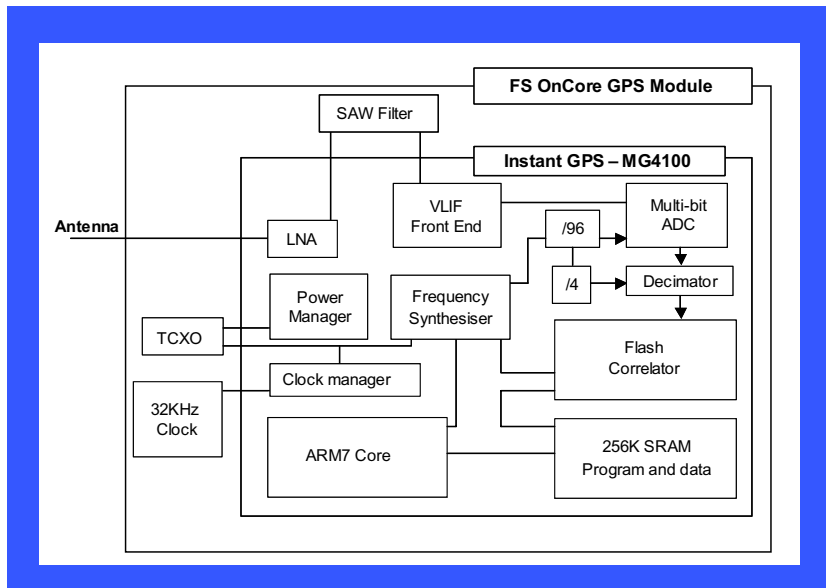 FS OnCore GPS Module
SAW Filter
Instant GPS – MG4100
Antenna
LNA
VLIF
Front End
/96
Multi-bit
ADC
/4
Decimator
Power
Manager
Frequency
Synthesiser
TCXO
Clock manager
Flash
Correlator
32KHz
Clock
ARM7 Core
256K SRAM
Program and data